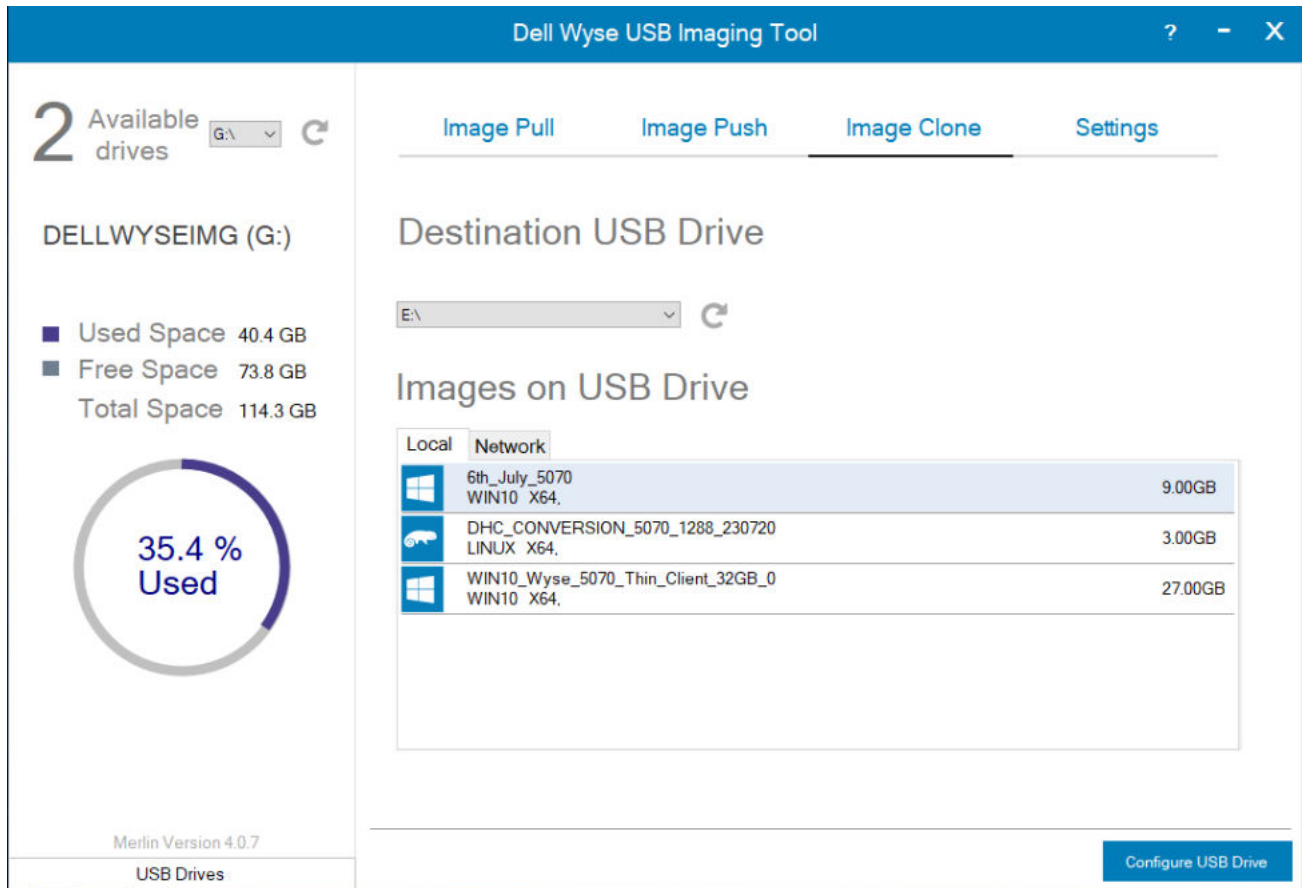 Dell Wyse USB Imaging Tool
? - X
2 Available drives G:\
Image Pull Image Push Image Clone Settings
DELLWYSEIMG (G:)
Used Space 40.4 GB
Free Space 73.8 GB
Total Space 114.3 GB
35.4 %
Used
Merlin Version 4.0.7
USB Drives
Destination USB Drive
E:\
Images on USB Drive
Local Network
6th_July_5070
WIN10 X64,
9.00GB
DHC_CONVERSION_5070_1288_230720
LINUX X64,
3.00GB
WIN10_Wyse_5070_Thin_Client_32GB_0
WIN10 X64,
27.00GB
Configure USB Drive